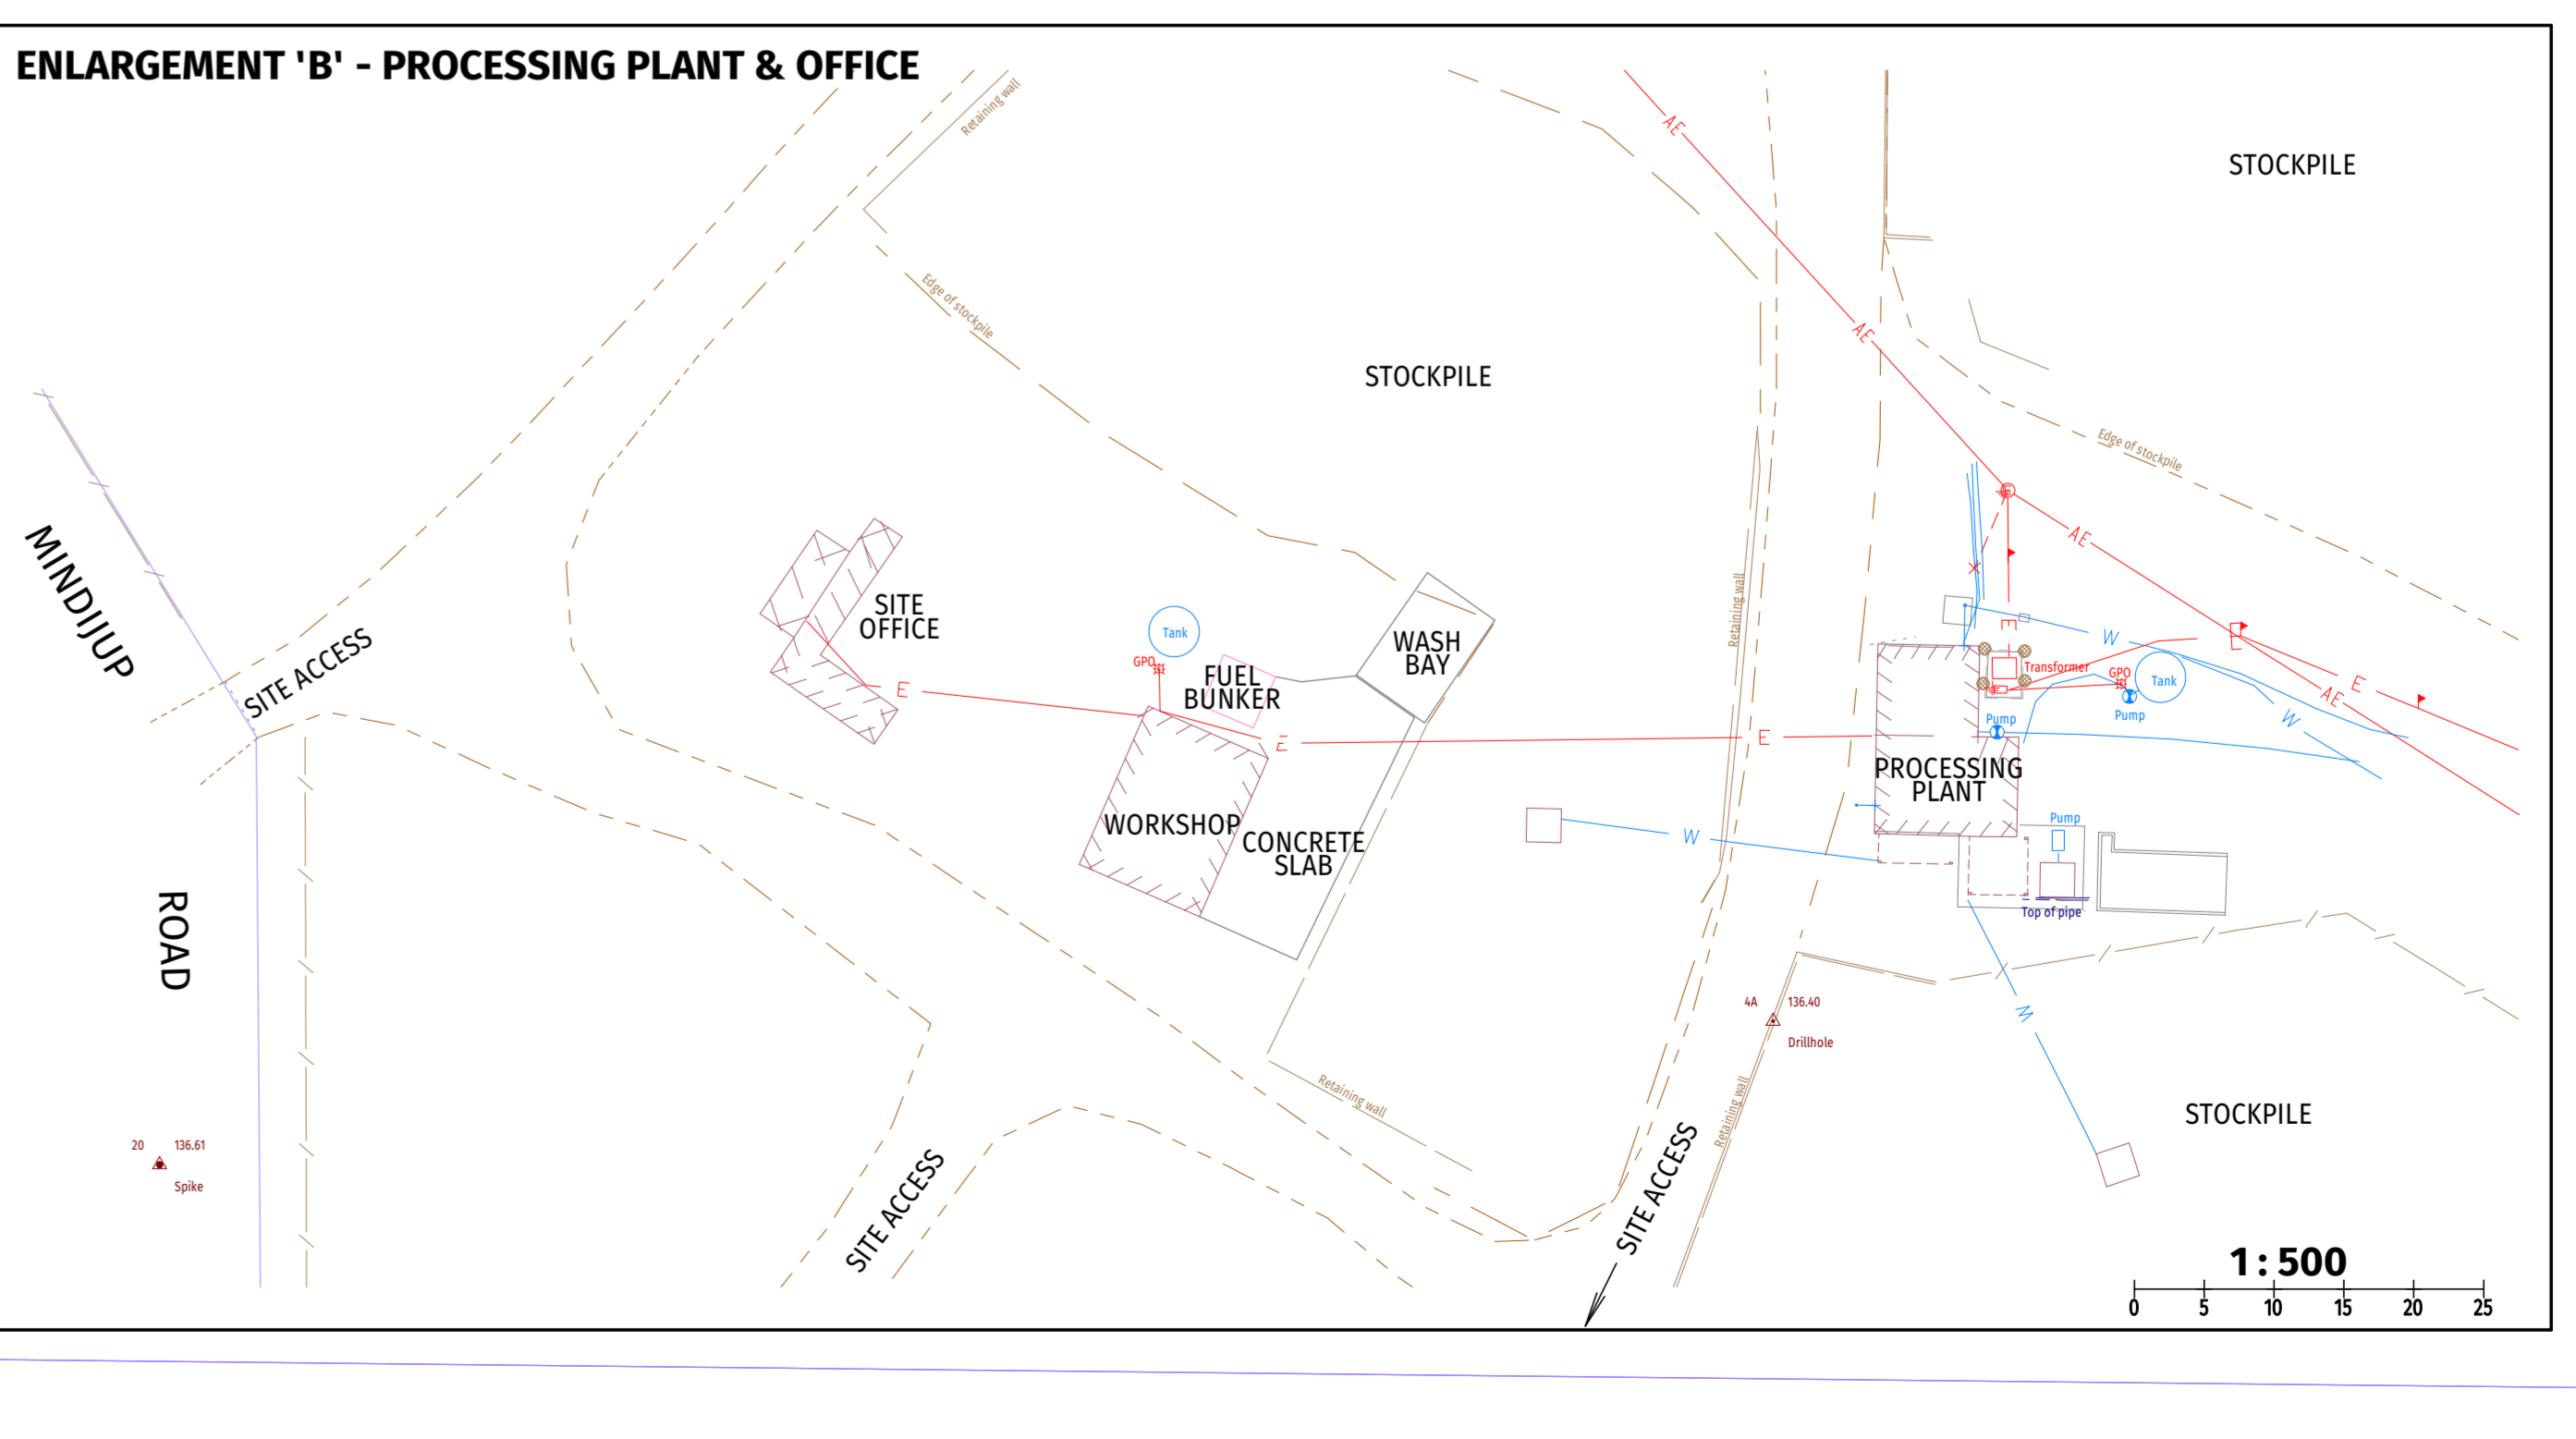 ENLARGEMENT 'B' - PROCESSING PLANT & OFFICE
Retaining wall
AE
STOCKPILE
Edge of stockpile
AE
STOCKPILE
Edge of stockpile
MINDIJUP
ROAD
SITE ACCESS
SITE
OFFICE
E
Tank
GPO
FUEL
BUNKER
WASH
BAY
E
WORKSHOP
CONCRETE
SLAB
Retaining wall
E
W
E
AE
E
W
Transformer
GPO
Tank
Pump
Pump
E
E
AE
W
PROCESSING
PLANT
Pump
Top of pipe
4A
136.40
Drillhole
W
Retaining wall
Retaining wall
STOCKPILE
20
136.61
Spike
SITE ACCESS
SITE ACCESS
1 : 500
0 5 10 15 20 25